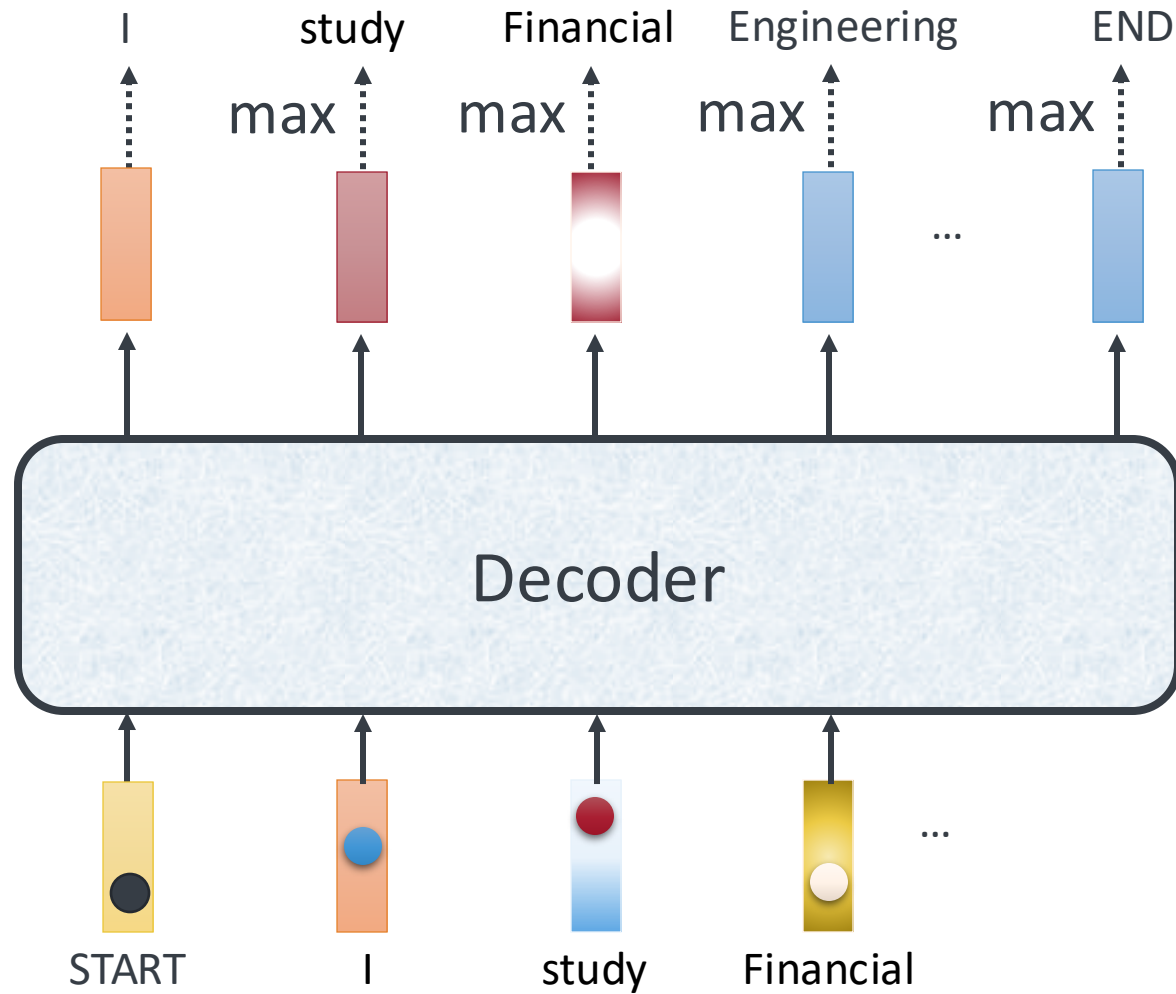 I study Financial Engineering END
max max max max
...
Decoder
...
START I study Financial